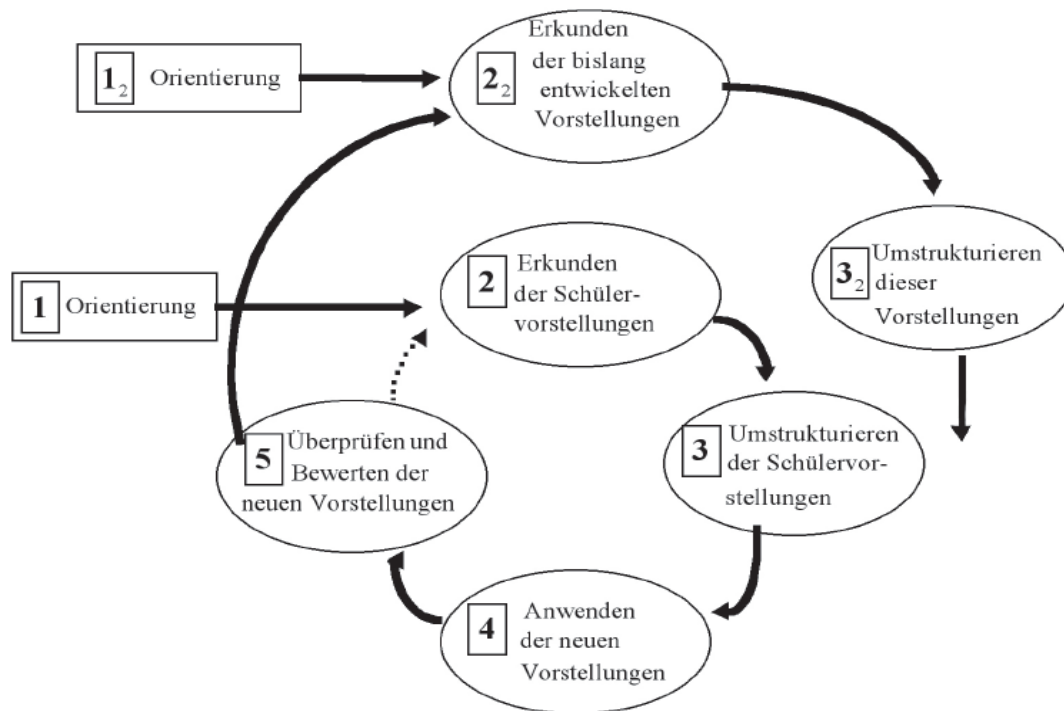 1₂ Orientierung
2₂
Erkunden
der bislang
entwickelten
Vorstellungen
3₂
Umstrukturieren
dieser
Vorstellungen
1 Orientierung
2
Erkunden
der Schüler-
vorstellungen
3
Umstrukturieren
der Schülervor-
stellungen
4
Anwenden
der neuen
Vorstellungen
5
Überprüfen und
Bewerten der
neuen Vorstellungen